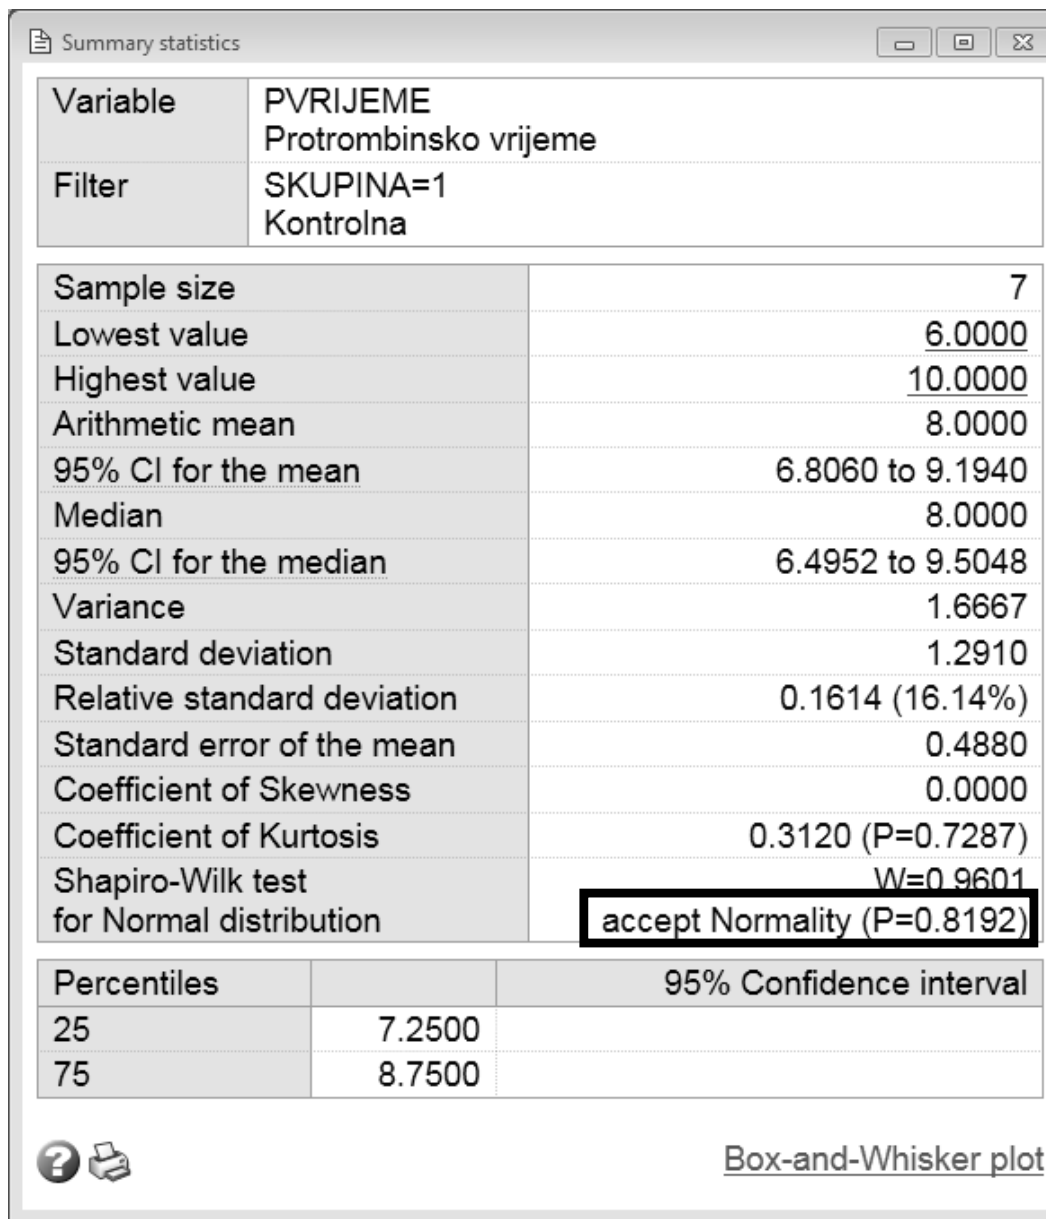 Summary statistics
Variable PVRIJEME
Protrombinsko vrijeme
Filter SKUPINA=1
Kontrolna
Sample size 7
Lowest value 6.0000
Highest value 10.0000
Arithmetic mean 8.0000
95% CI for the mean 6.8060 to 9.1940
Median 8.0000
95% CI for the median 6.4952 to 9.5048
Variance 1.6667
Standard deviation 1.2910
Relative standard deviation 0.1614 (16.14%)
Standard error of the mean 0.4880
Coefficient of Skewness 0.0000
Coefficient of Kurtosis 0.3120 (P=0.7287)
Shapiro-Wilk test W=0.9601
for Normal distribution accept Normality (P=0.8192)
Percentiles 95% Confidence interval
25 7.2500
75 8.7500
Box-and-Whisker plot